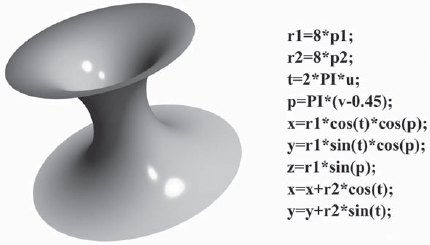 r1=8*p1;
r2=8*p2;
t=2*PI*u;
p=PI*(v-0.45);
x=r1*cos(t)*cos(p);
y=r1*sin(t)*cos(p);
z=r1*sin(p);
x=x+r2*cos(t);
y=y+r2*sin(t);